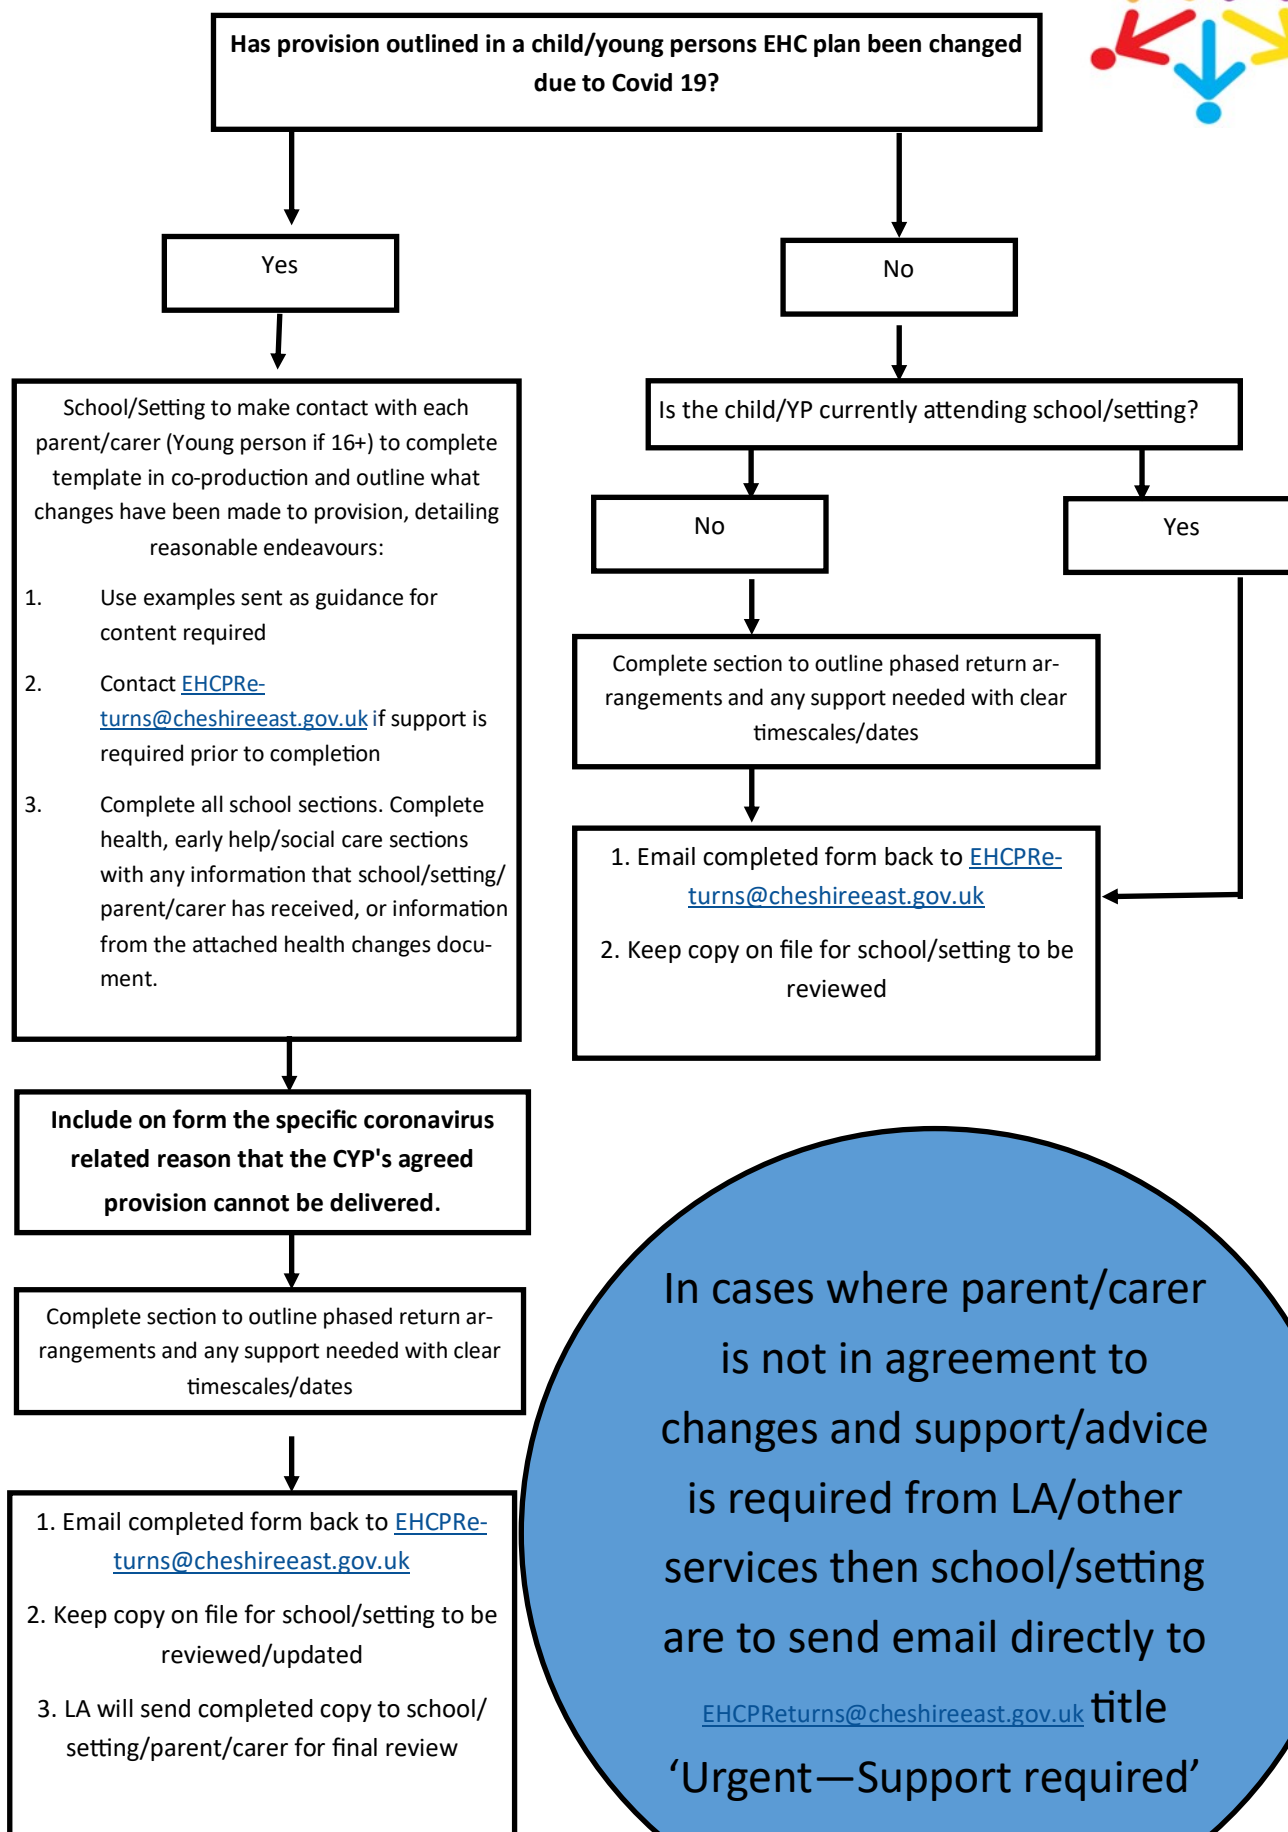 Has provision outlined in a child/young persons EHC plan been changed
due to Covid 19?
Yes
No
School/Setting to make contact with each
parent/carer (Young person if 16+) to complete
template in co-production and outline what
changes have been made to provision, detailing
reasonable endeavours:
1. Use examples sent as guidance for
content required
2. Contact EHCPRe-
turns@cheshireeast.gov.uk if support is
required prior to completion
3. Complete all school sections. Complete
health, early help/social care sections
with any information that school/setting/
parent/carer has received, or information
from the attached health changes docu-
ment.
Include on form the specific coronavirus
related reason that the CYP's agreed
provision cannot be delivered.
Complete section to outline phased return ar-
rangements and any support needed with clear
timescales/dates
1. Email completed form back to EHCPRe-
turns@cheshireeast.gov.uk
2. Keep copy on file for school/setting to be
reviewed/updated
3. LA will send completed copy to school/
setting/parent/carer for final review
Is the child/YP currently attending school/setting?
No
Yes
Complete section to outline phased return ar-
rangements and any support needed with clear
timescales/dates
1. Email completed form back to EHCPRe-
turns@cheshireeast.gov.uk
2. Keep copy on file for school/setting to be
reviewed
In cases where parent/carer
is not in agreement to
changes and support/advice
is required from LA/other
services then school/setting
are to send email directly to
EHCPReturns@cheshireeast.gov.uk title
‘Urgent—Support required’